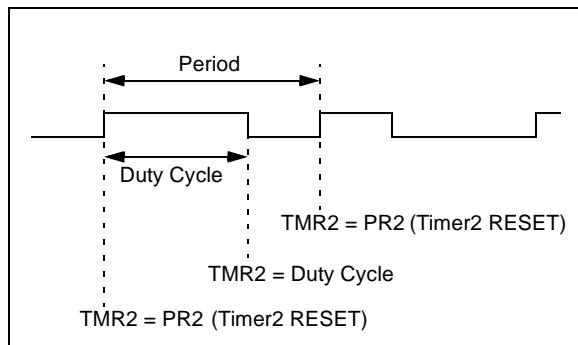 Period
Duty Cycle
TMR2 = PR2 (Timer2 RESET)
TMR2 = Duty Cycle
TMR2 = PR2 (Timer2 RESET)